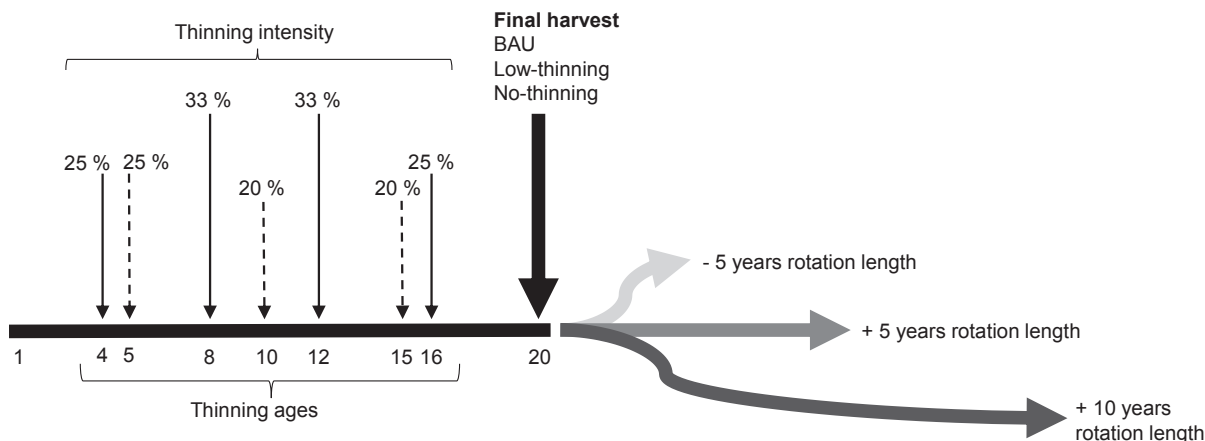 Final harvest
BAU
Low-thinning
No-thinning
Thinning intensity
33 %
33 %
25 %
25 %
25 %
20 %
20 %
- 5 years rotation length
+ 5 years rotation length
1
4
5
8
10
12
15
16
20
Thinning ages
+ 10 years
rotation length